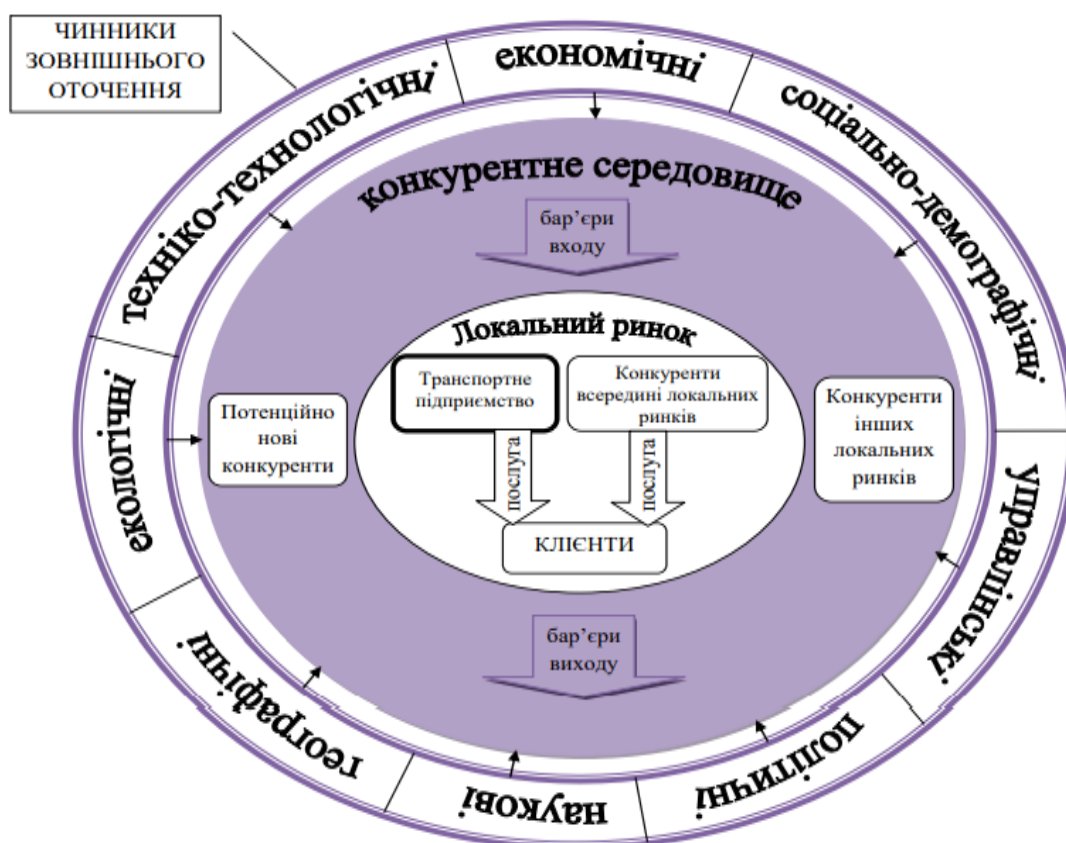 ЧИННИКИ
ЗОВНІШНЬОГО
ОТОЧЕННЯ
техніко-технологічні
економічні
соціально-демографічні
управлінські
політичні
наукові
географічні
екологічні
конкурентне середовище
бар’єри
входу
Локальний ринок
Транспортне
підприємство
Конкуренти
всередині локальних
ринків
послуга
послуга
КЛІЄНТИ
Потенційно
нові
конкуренти
Конкуренти
інших
локальних
ринків
бар’єри
виходу